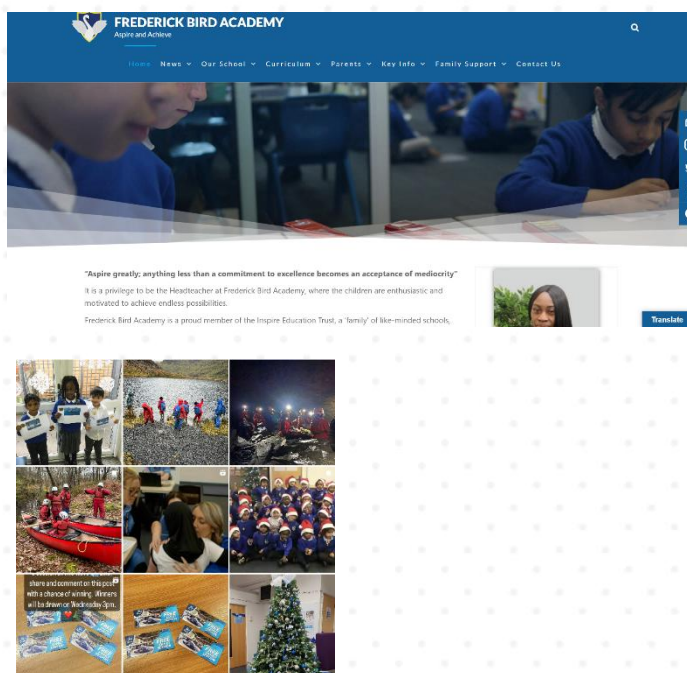 FREDERICK BIRD ACADEMY
Aspire and Achieve
Home News Our School Curriculum Parents Key Info Family Support Contact Us
"Aspire greatly; anything less than a commitment to excellence becomes an acceptance of mediocrity"
It is a privilege to be the Headteacher at Frederick Bird Academy, where the children are enthusiastic and
motivated to achieve endless possibilities.
Frederick Bird Academy is a proud member of the Inspire Education Trust, a 'family' of like-minded schools,
Translate
share and comment on this post
with a chance of winning. Winners
will be drawn on Wednesday 3pm.